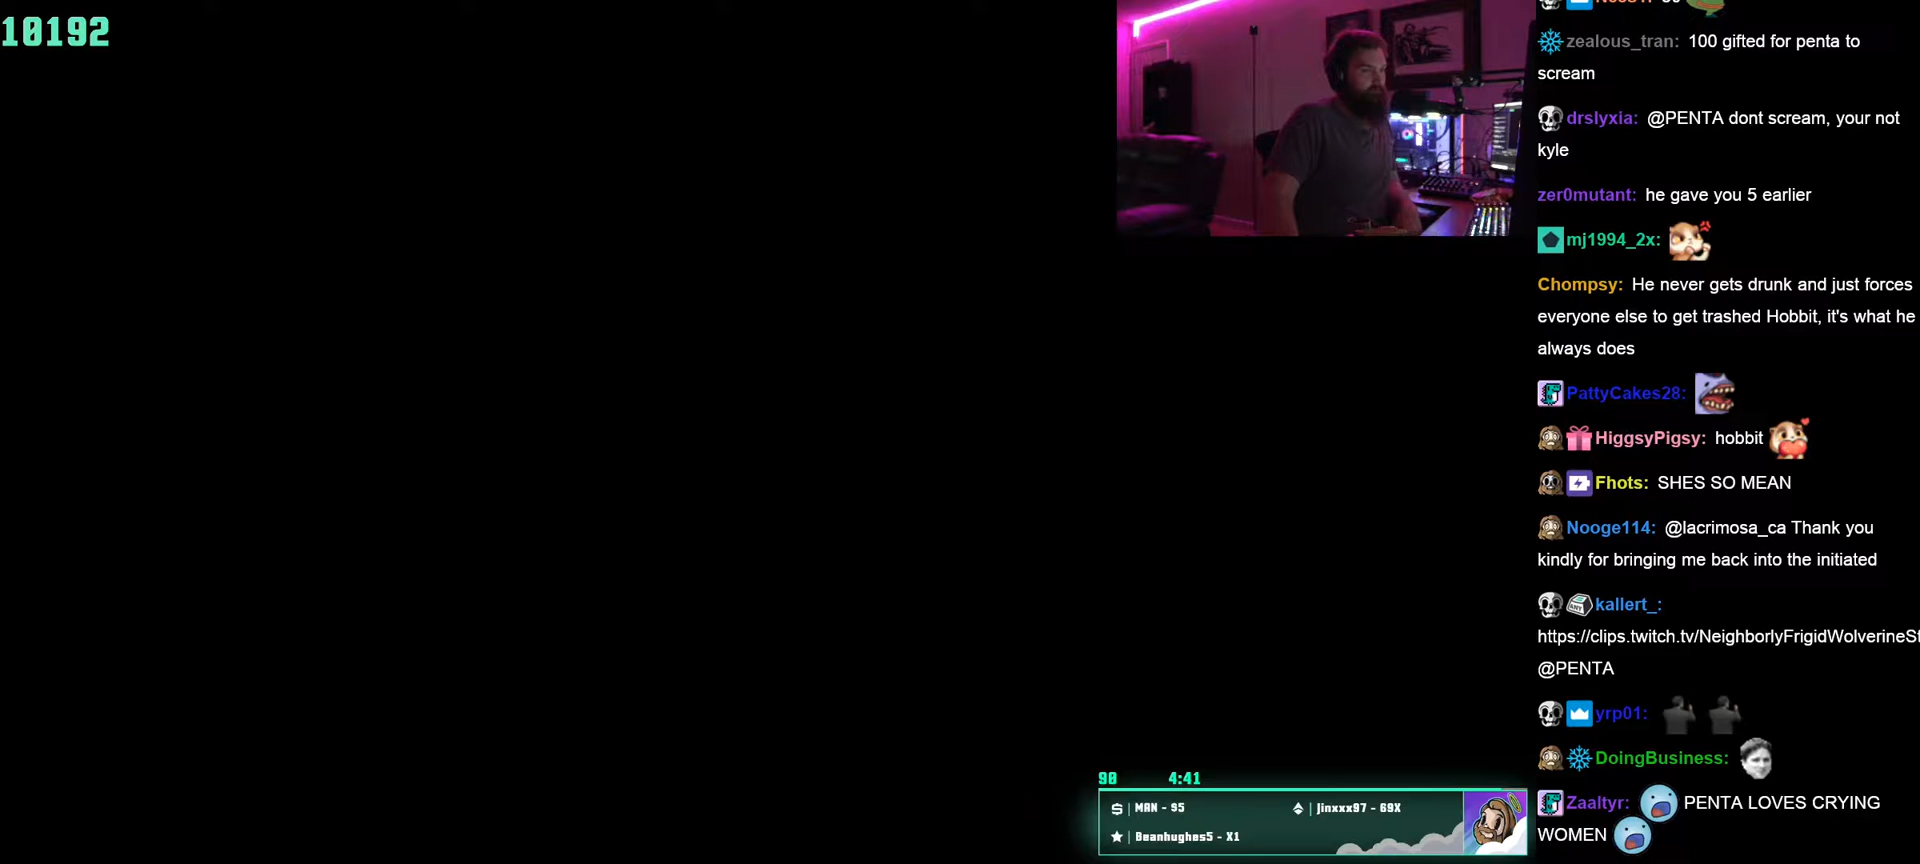 10192
zealous_tran: 100 gifted for penta to
scream
drslyxia: @PENTA dont scream, your not
kyle
zer0mutant: he gave you 5 earlier
mj1994_2x:
Chompsy: He never gets drunk and just forces
everyone else to get trashed Hobbit, it's what he
always does
PattyCakes28:
HiggsyPigsy: hobbit
Fhots: SHES SO MEAN
Nooge114: @lacrimosa_ca Thank you
kindly for bringing me back into the initiated
kallert_:
https://clips.twitch.tv/NeighborlyFrigidWolverineSt
@PENTA
yrp01:
DoingBusiness:
Zaaltyr: PENTA LOVES CRYING
WOMEN
90 4:41
$ | MAN - 95
| Jinxxx97 - 69X
| Beanhughes5 - X1